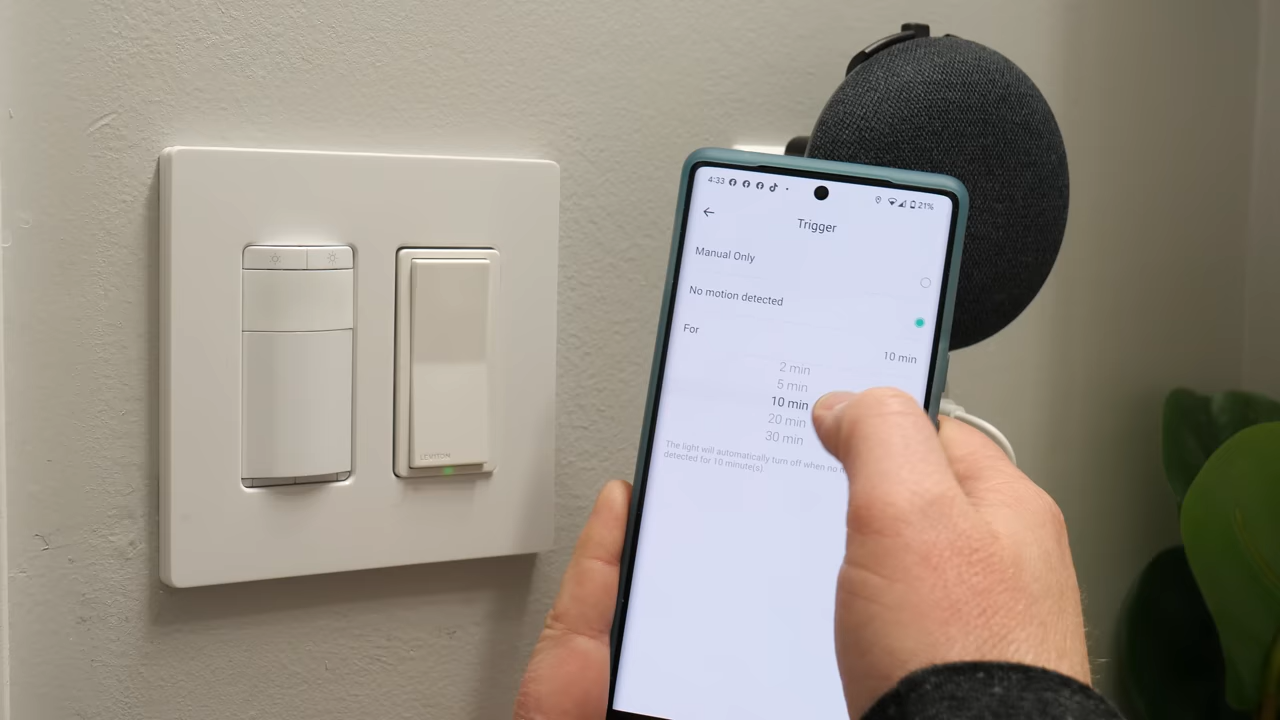 LEVITON
4:33
21%
Trigger
Manual Only
No motion detected
For
10 min
2 min
5 min
10 min
20 min
30 min
The light will automatically turn off when no
detected for 10 minute(s)